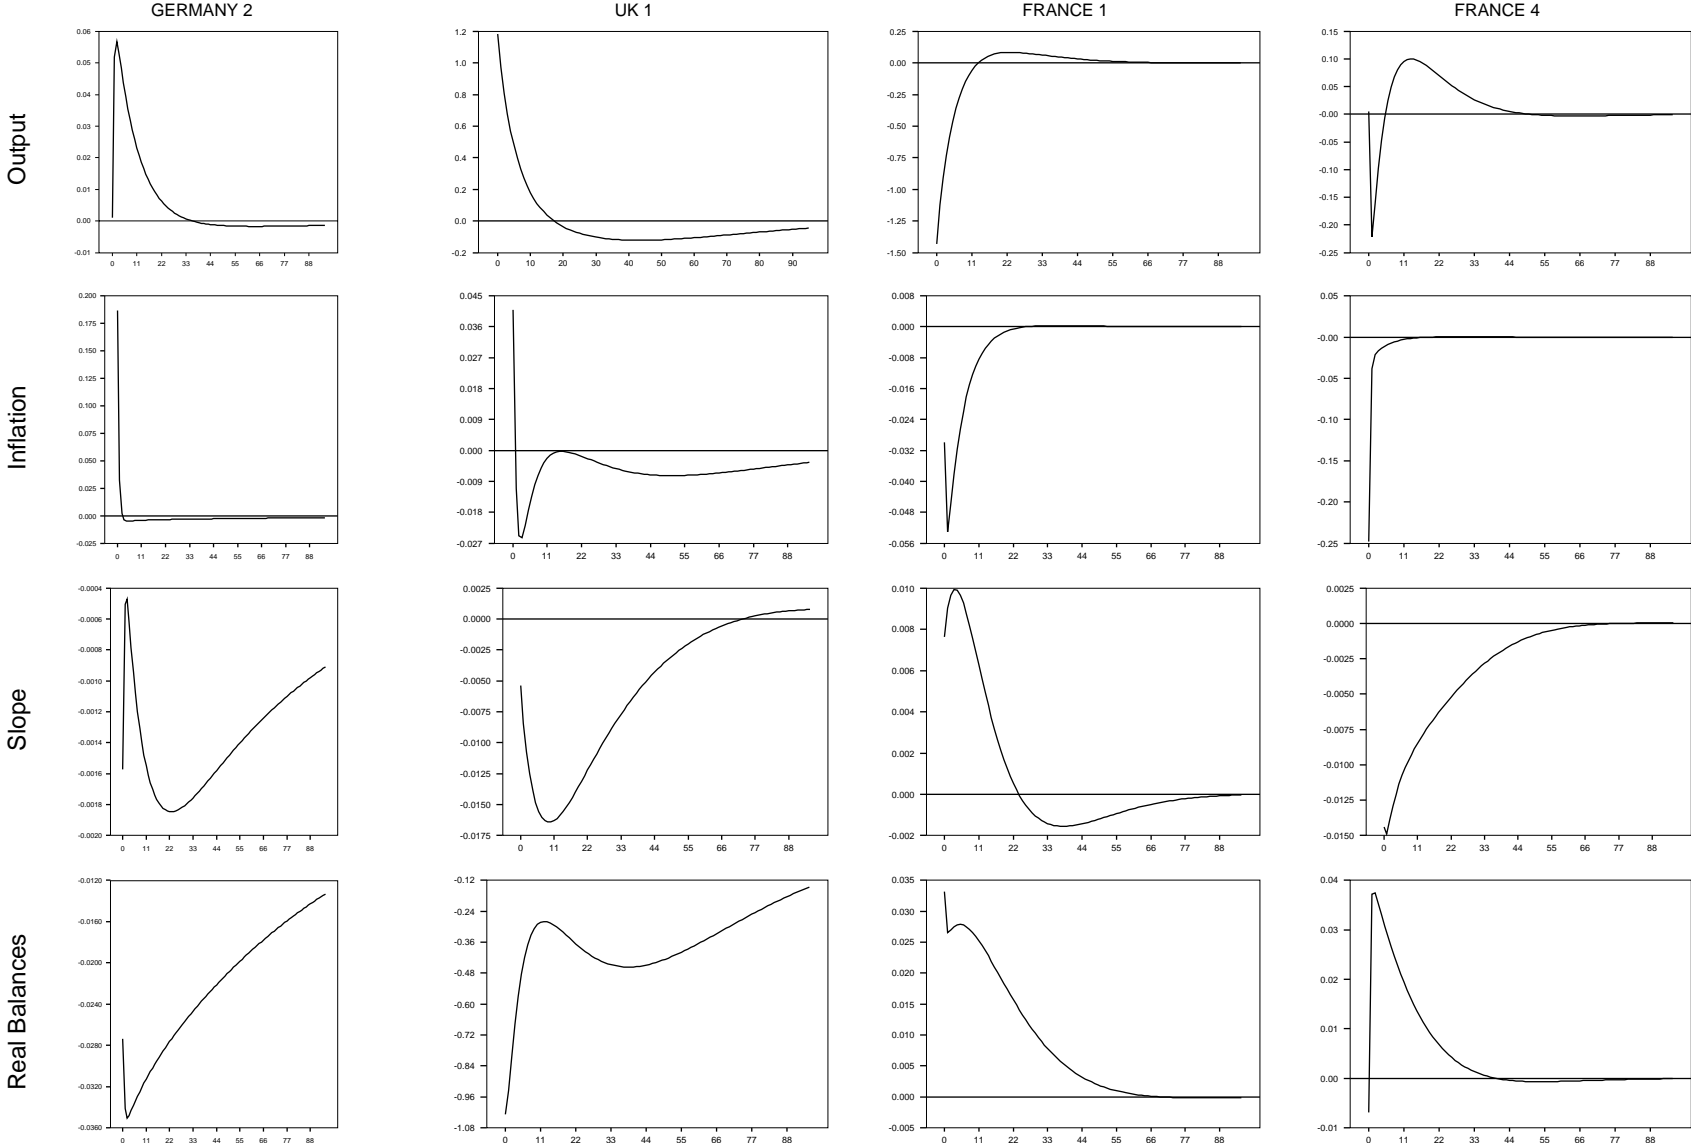 GERMANY 2 UK 1 FRANCE 1 FRANCE 4
Output
0.06 0.05 0.04 0.03 0.02 0.01 0.00 -0.01
0 11 22 33 44 55 66 77 88
1.2 1.0 0.8 0.6 0.4 0.2 0.0 -0.2
0 10 20 30 40 50 60 70 80 90
0.25 0.00 -0.25 -0.50 -0.75 -1.00 -1.25 -1.50
0 11 22 33 44 55 66 77 88
0.15 0.10 0.05 -0.00 -0.05 -0.10 -0.15 -0.20 -0.25
0 11 22 33 44 55 66 77 88
Inflation
0.200 0.175 0.150 0.125 0.100 0.075 0.050 0.025 0.000 -0.025
0 11 22 33 44 55 66 77 88
0.045 0.036 0.027 0.018 0.009 0.000 -0.009 -0.018 -0.027
0 11 22 33 44 55 66 77 88
0.008 0.000 -0.008 -0.016 -0.024 -0.032 -0.040 -0.048 -0.056
0 11 22 33 44 55 66 77 88
0.05 -0.00 -0.05 -0.10 -0.15 -0.20 -0.25
0 11 22 33 44 55 66 77 88
Slope
-0.0004 -0.0006 -0.0008 -0.0010 -0.0012 -0.0014 -0.0016 -0.0018 -0.0020
0 11 22 33 44 55 66 77 88
0.0025 0.0000 -0.0025 -0.0050 -0.0075 -0.0100 -0.0125 -0.0150 -0.0175
0 11 22 33 44 55 66 77 88
0.010 0.008 0.006 0.004 0.002 0.000 -0.002
0 11 22 33 44 55 66 77 88
0.0025 0.0000 -0.0025 -0.0050 -0.0075 -0.0100 -0.0125 -0.0150
0 11 22 33 44 55 66 77 88
Real Balances
-0.0120 -0.0160 -0.0200 -0.0240 -0.0280 -0.0320 -0.0360
0 11 22 33 44 55 66 77 88
-0.12 -0.24 -0.36 -0.48 -0.60 -0.72 -0.84 -0.96 -1.08
0 11 22 33 44 55 66 77 88
0.035 0.030 0.025 0.020 0.015 0.010 0.005 0.000 -0.005
0 11 22 33 44 55 66 77 88
0.04 0.03 0.02 0.01 0.00 -0.01
0 11 22 33 44 55 66 77 88